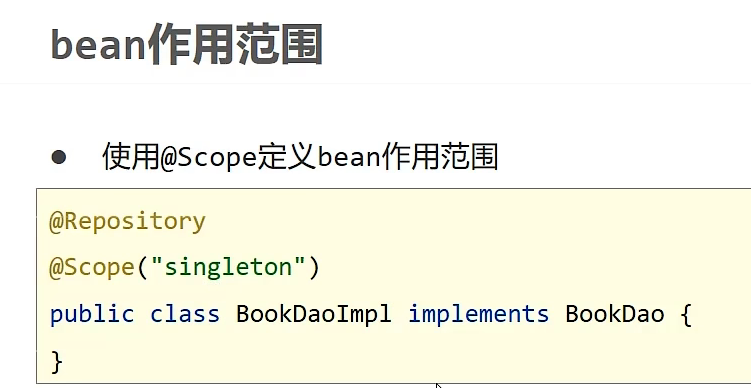 bean作用范围
● 使用@Scope定义bean作用范围
@Repository
@Scope("singleton")
public class BookDaoImpl implements BookDao {
}